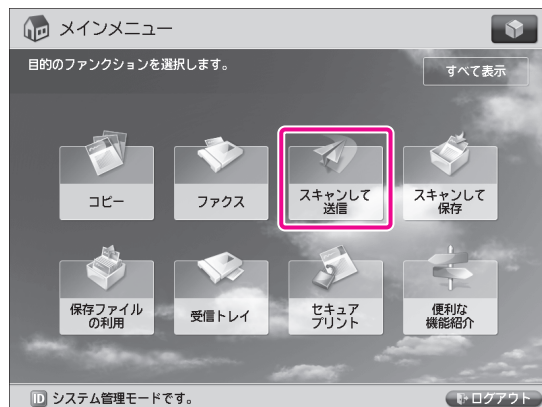 メインメニュー
目的のファンクションを選択します。
すべて表示
コピー
ファクス
スキャンして
送信
スキャンして
保存
保存ファイル
の利用
受信トレイ
セキュア
プリント
便利な
機能紹介
ID システム管理モードです。
ログアウト